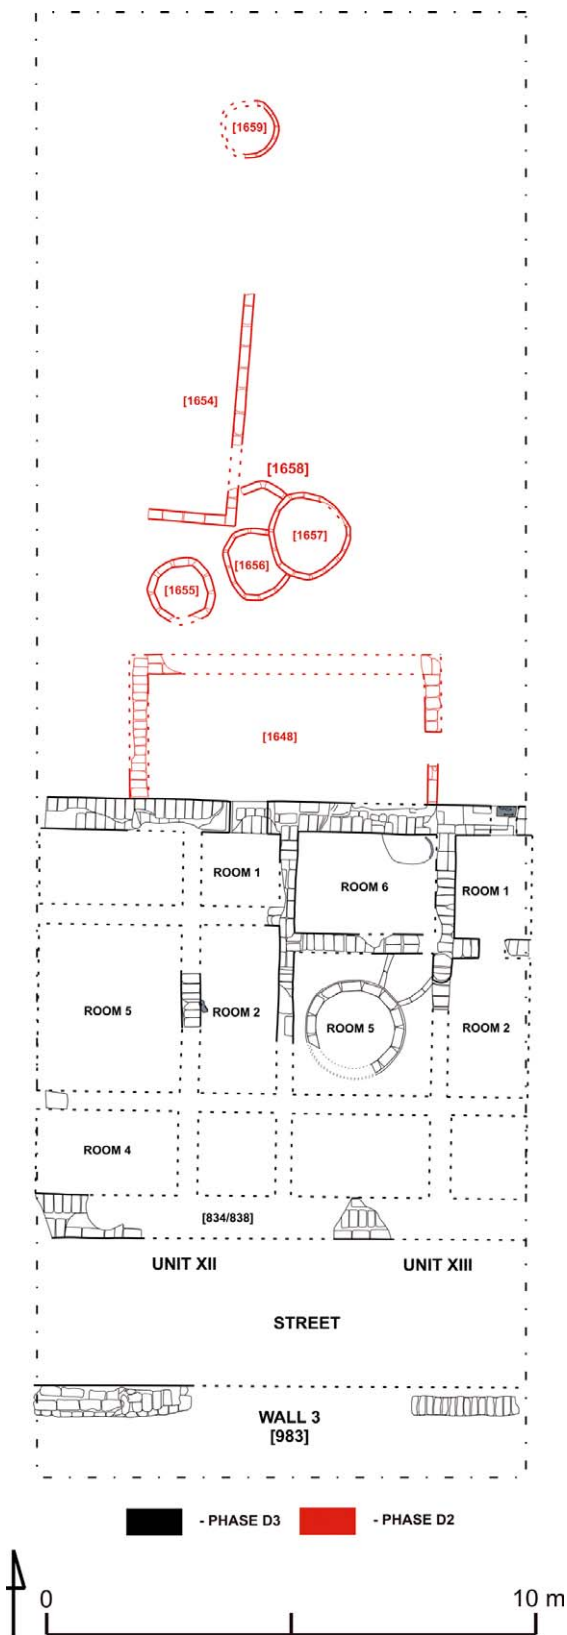 [1659]
[1654]
[1658]
[1657]
[1656]
[1655]
[1648]
ROOM 1
ROOM 6
ROOM 1
ROOM 5
ROOM 2
ROOM 5
ROOM 2
ROOM 4
[834/838]
UNIT XII
UNIT XIII
STREET
WALL 3
[983]
- PHASE D3
- PHASE D2
0
10 m